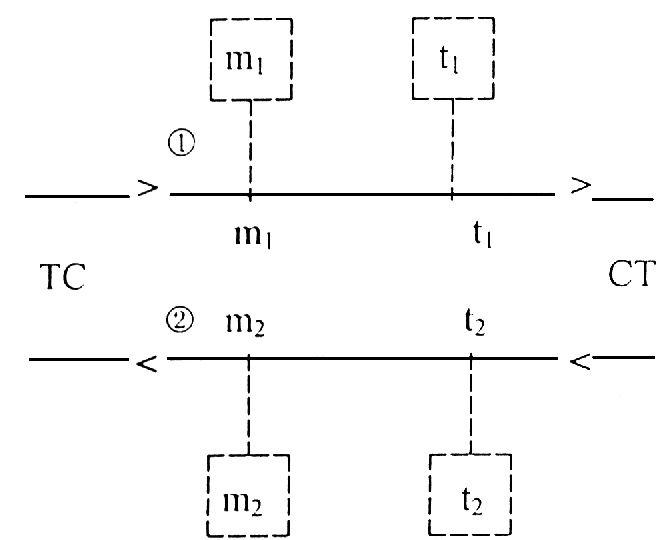 m₁ t₁
①
> >
m₁ t₁
TC CT
② m₂ t₂
< <
m₂ t₂